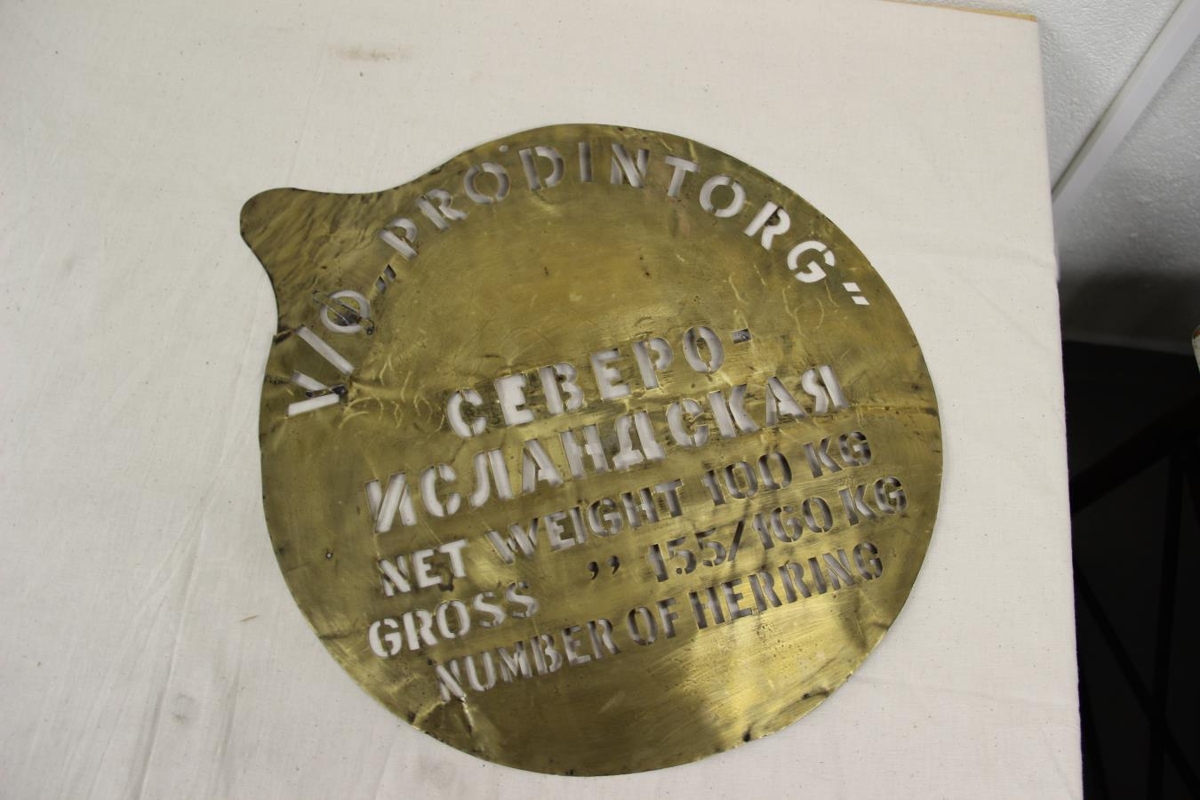 V/O „PRODINTORG"
СЕВЕРО-
ИСЛАНДСКАЯ
NET WEIGHT 100 KG
GROSS ,, 155/160 KG
NUMBER OF HERRING